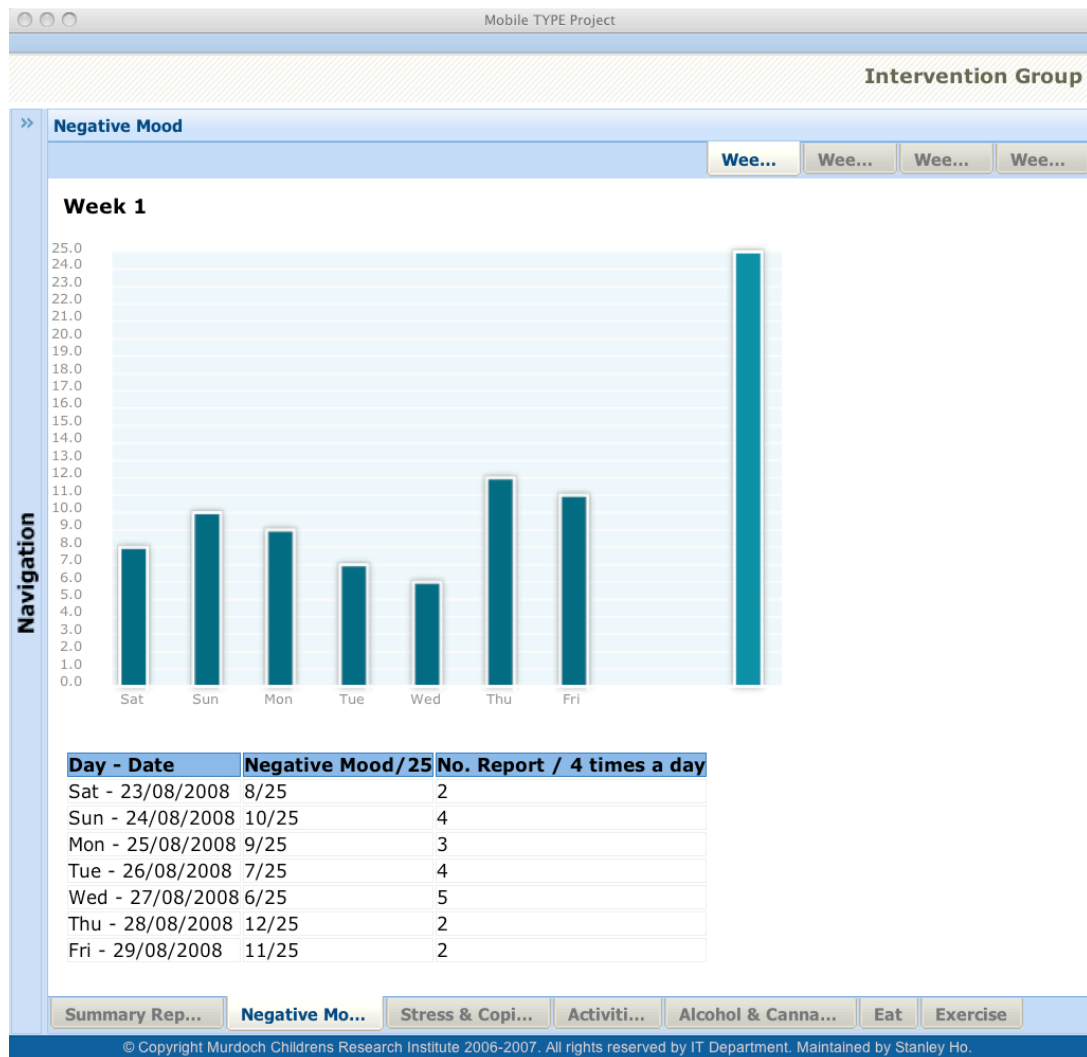 Mobile TYPE Project
Intervention Group
»
Negative Mood
Wee... Wee... Wee... Wee...
Week 1
25.0
24.0
23.0
22.0
21.0
20.0
19.0
18.0
17.0
16.0
15.0
14.0
13.0
12.0
11.0
10.0
9.0
8.0
7.0
6.0
5.0
4.0
3.0
2.0
1.0
0.0
Sat Sun Mon Tue Wed Thu Fri
Navigation
Day - Date Negative Mood/25 No. Report / 4 times a day
Sat - 23/08/2008 8/25 2
Sun - 24/08/2008 10/25 4
Mon - 25/08/2008 9/25 3
Tue - 26/08/2008 7/25 4
Wed - 27/08/2008 6/25 5
Thu - 28/08/2008 12/25 2
Fri - 29/08/2008 11/25 2
Summary Rep... Negative Mo... Stress & Copi... Activiti... Alcohol & Canna... Eat Exercise
© Copyright Murdoch Childrens Research Institute 2006-2007. All rights reserved by IT Department. Maintained by Stanley Ho.